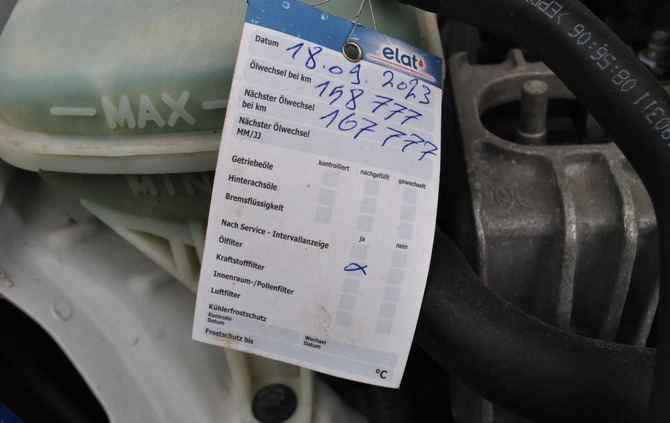 elat
Datum 18.09.2023
Ölwechsel bei km 158 777
Nächster Ölwechsel
bei km 167 777
Nächster Ölwechsel
MM/JJ
kontrolliert nachgefüllt gewechselt
Getriebeöle
Hinterachsöle
Bremsflüssigkeit
Nach Service - Intervallanzeige ja nein
Ölfilter
Kraftstofffilter
Innenraum-/Pollenfilter
Luftfilter
Kühlerfrostschutz
Kontrolle
Datum
Wechsel
Datum
Frostschutz bis °C
MAX
MIN